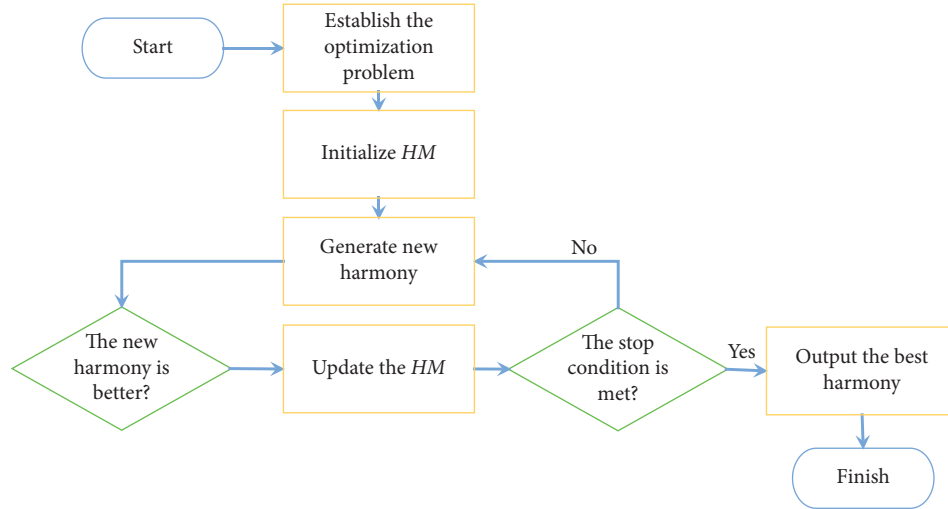 Start
Establish the
optimization
problem
Initialize HM
Generate new
harmony
No
The new
harmony is
better?
Update the HM
The stop
condition is
met?
Yes
Output the best
harmony
Finish